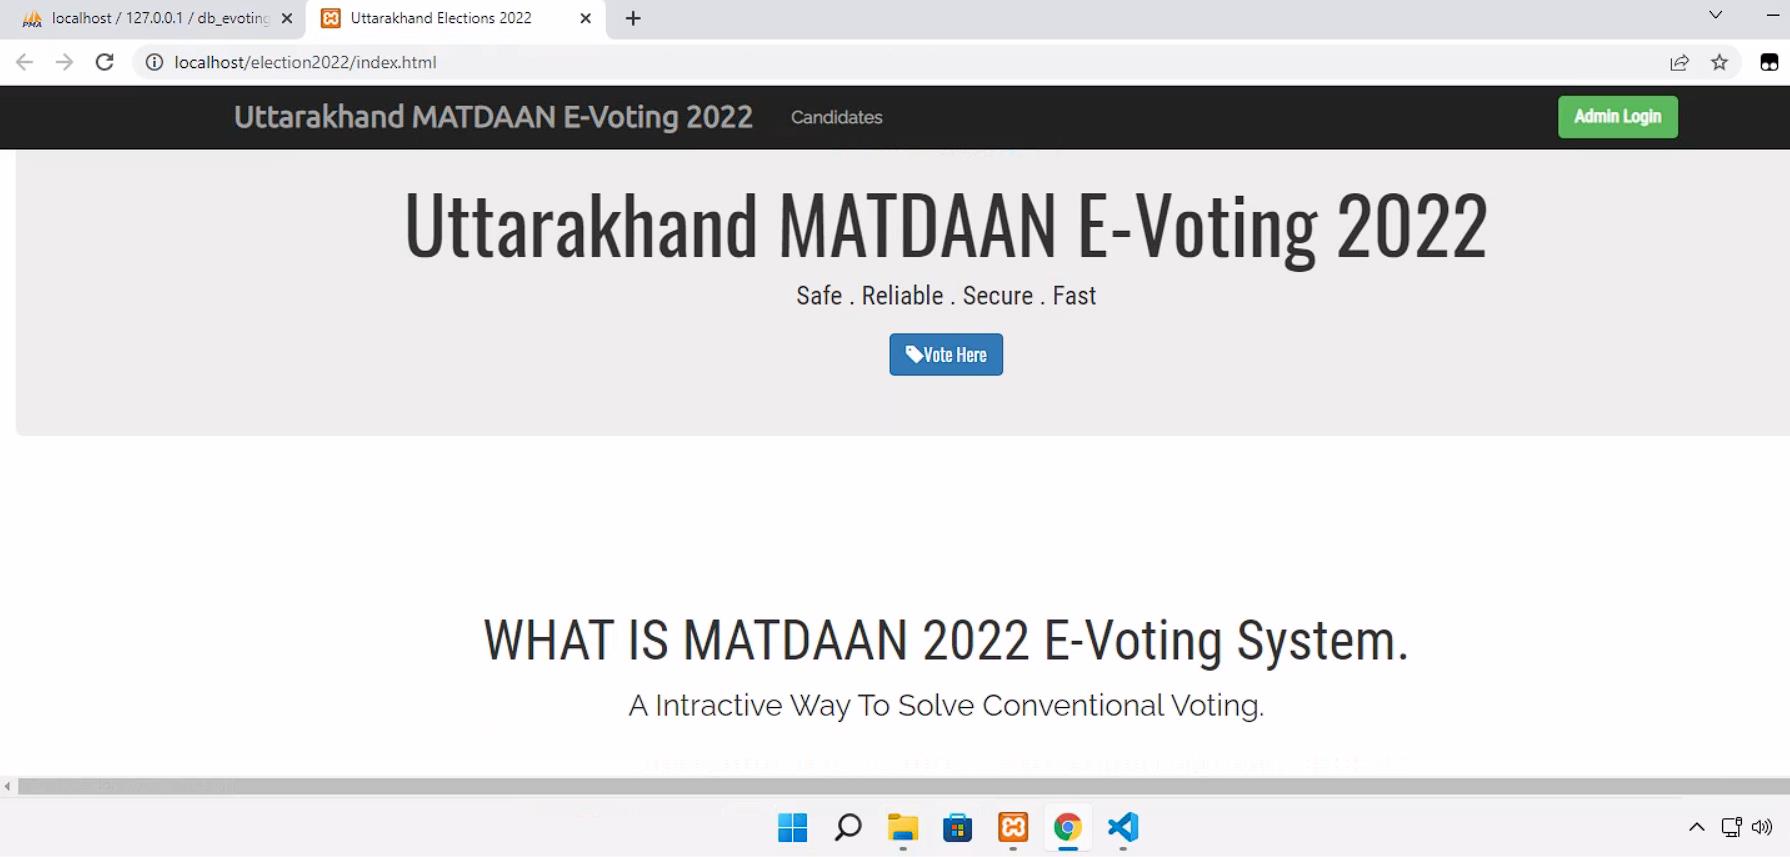 localhost / 127.0.0.1 / db_evoting
Uttarakhand Elections 2022
localhost/election2022/index.html
Uttarakhand MATDAAN E-Voting 2022
Candidates
Admin Login
Uttarakhand MATDAAN E-Voting 2022
Safe . Reliable . Secure . Fast
Vote Here
WHAT IS MATDAAN 2022 E-Voting System.
A Intractive Way To Solve Conventional Voting.